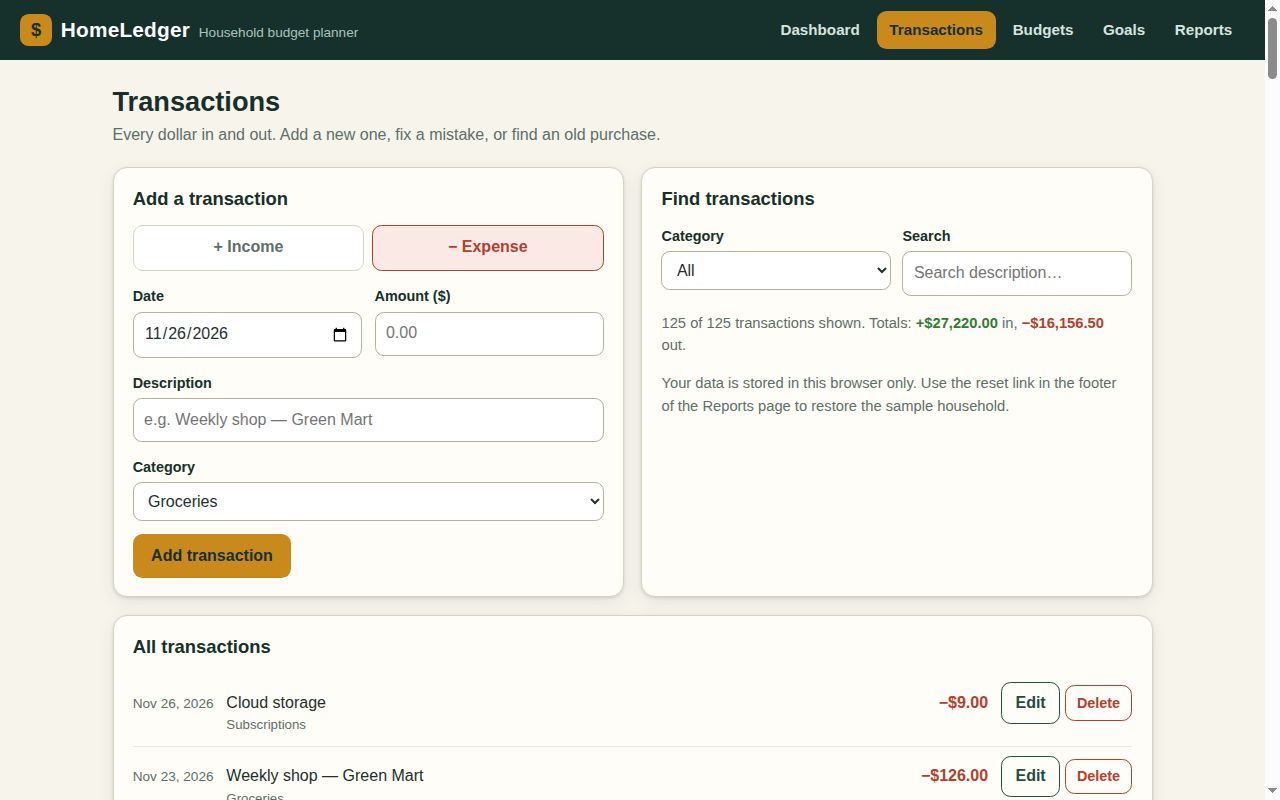 $ HomeLedger Household budget planner Dashboard Transactions Budgets Goals Reports
Transactions
Every dollar in and out. Add a new one, fix a mistake, or find an old purchase.
Add a transaction
+ Income − Expense
Date Amount ($)
11/26/2026 0.00
Description
e.g. Weekly shop — Green Mart
Category
Groceries
Add transaction
Find transactions
Category Search
All Search description…
125 of 125 transactions shown. Totals: +$27,220.00 in, −$16,156.50
out.
Your data is stored in this browser only. Use the reset link in the footer
of the Reports page to restore the sample household.
All transactions
Nov 26, 2026 Cloud storage −$9.00 Edit Delete
Subscriptions
Nov 23, 2026 Weekly shop — Green Mart −$126.00 Edit Delete
Groceries